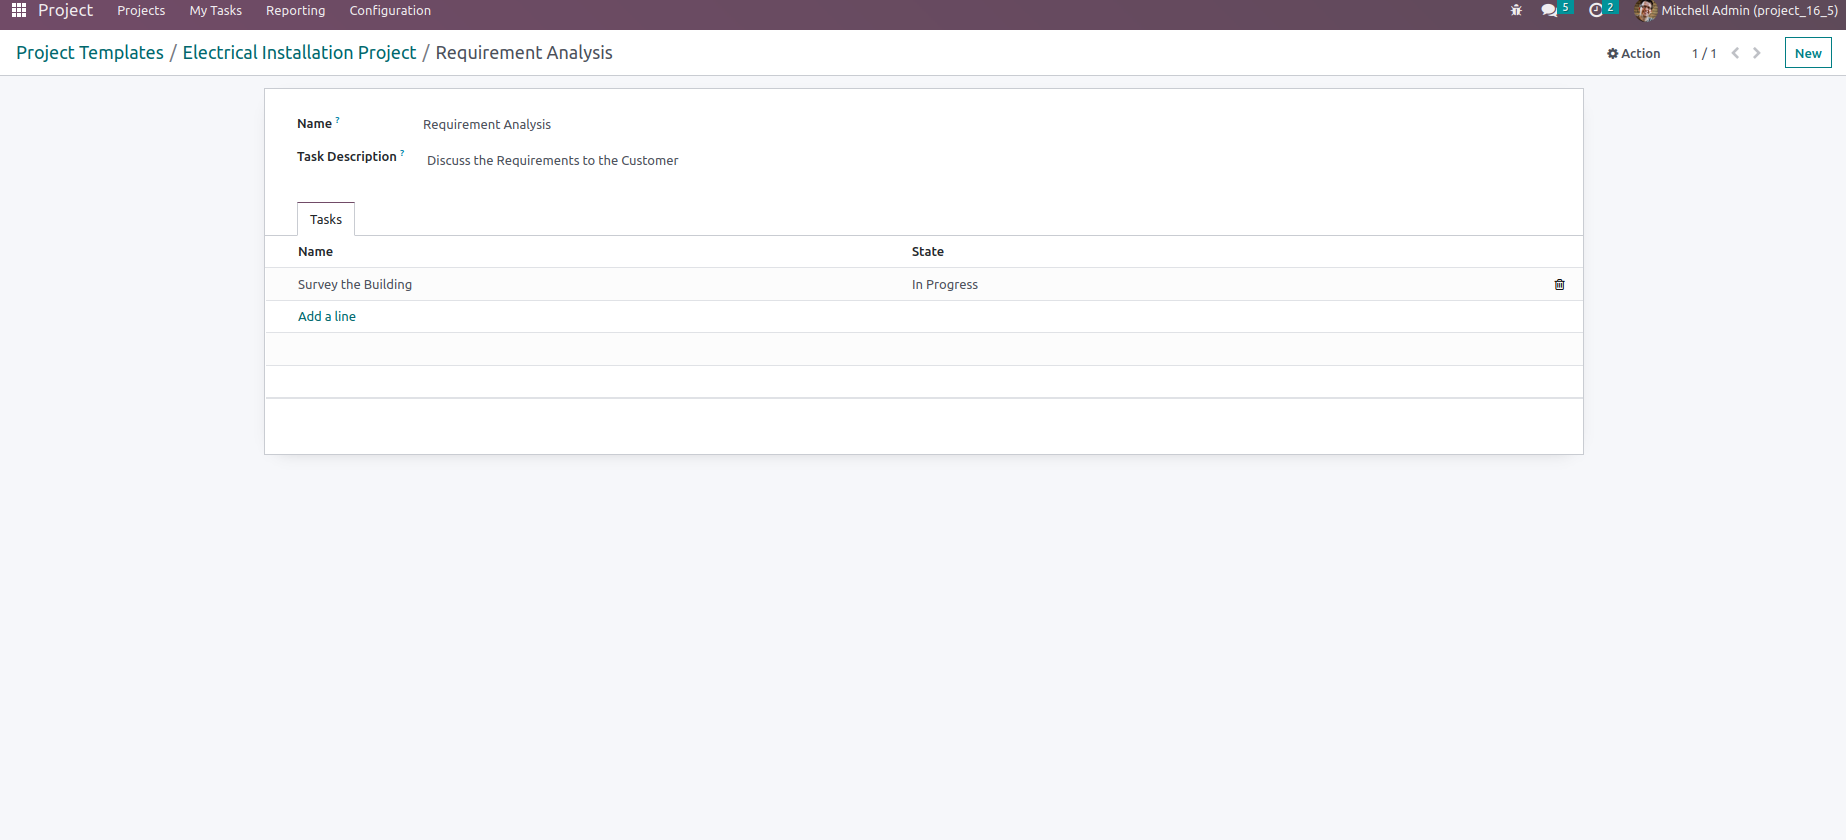 Project Projects My Tasks Reporting Configuration 5 2 Mitchell Admin (project_16_5)
Project Templates / Electrical Installation Project / Requirement Analysis Action 1 / 1 New
Name ? Requirement Analysis
Task Description ? Discuss the Requirements to the Customer
Tasks
Name State
Survey the Building In Progress
Add a line